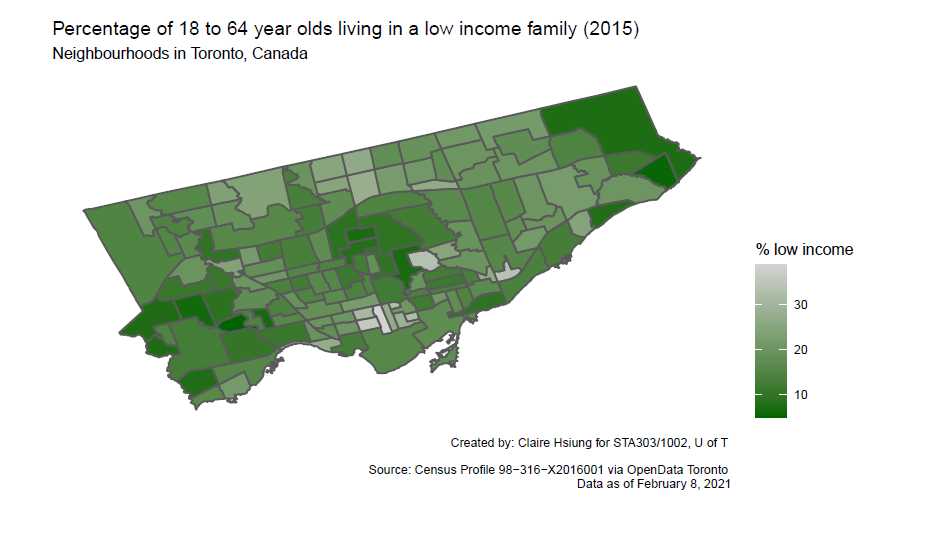 Percentage of 18 to 64 year olds living in a low income family (2015)
Neighbourhoods in Toronto, Canada
% low income
30
20
10
Created by: Claire Hsiung for STA303/1002, U of T
Source: Census Profile 98−316−X2016001 via OpenData Toronto
Data as of February 8, 2021